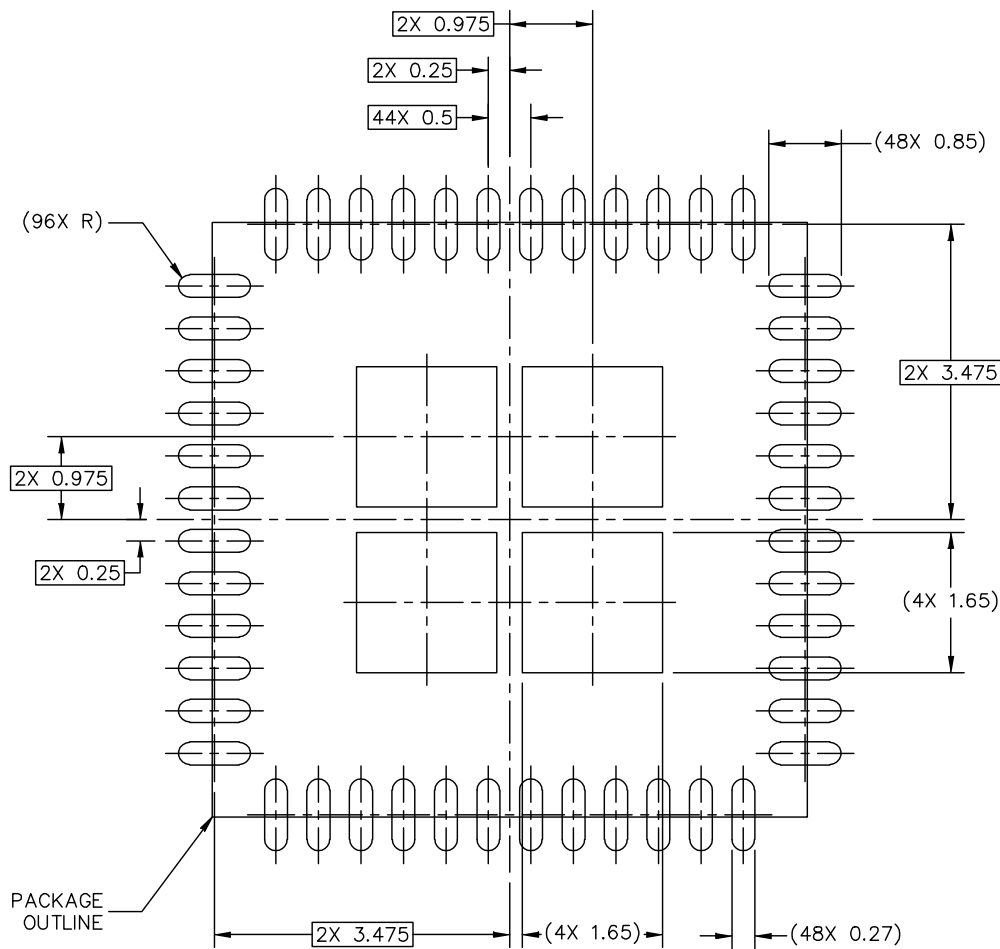 2X 0.975
2X 0.25
44X 0.5
(48X 0.85)
(96X R)
2X 3.475
2X 0.975
2X 0.25
(4X 1.65)
PACKAGE
OUTLINE
2X 3.475
(4X 1.65)
(48X 0.27)